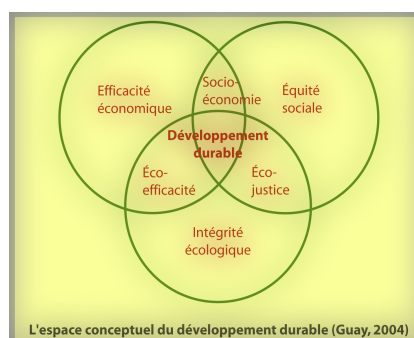 Efficacité
économique
Socio-
économie
Équité
sociale
Développement
durable
Éco-
efficacité
Éco-
justice
Intégrité
écologique
L'espace conceptuel du développement durable (Guay, 2004)